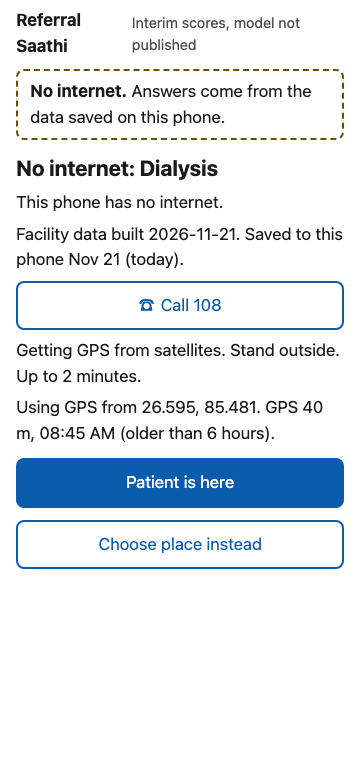 Referral Saathi
Interim scores, model not published
No internet. Answers come from the
data saved on this phone.
No internet: Dialysis
This phone has no internet.
Facility data built 2026-11-21. Saved to this
phone Nov 21 (today).
☎ Call 108
Getting GPS from satellites. Stand outside.
Up to 2 minutes.
Using GPS from 26.595, 85.481. GPS 40
m, 08:45 AM (older than 6 hours).
Patient is here
Choose place instead